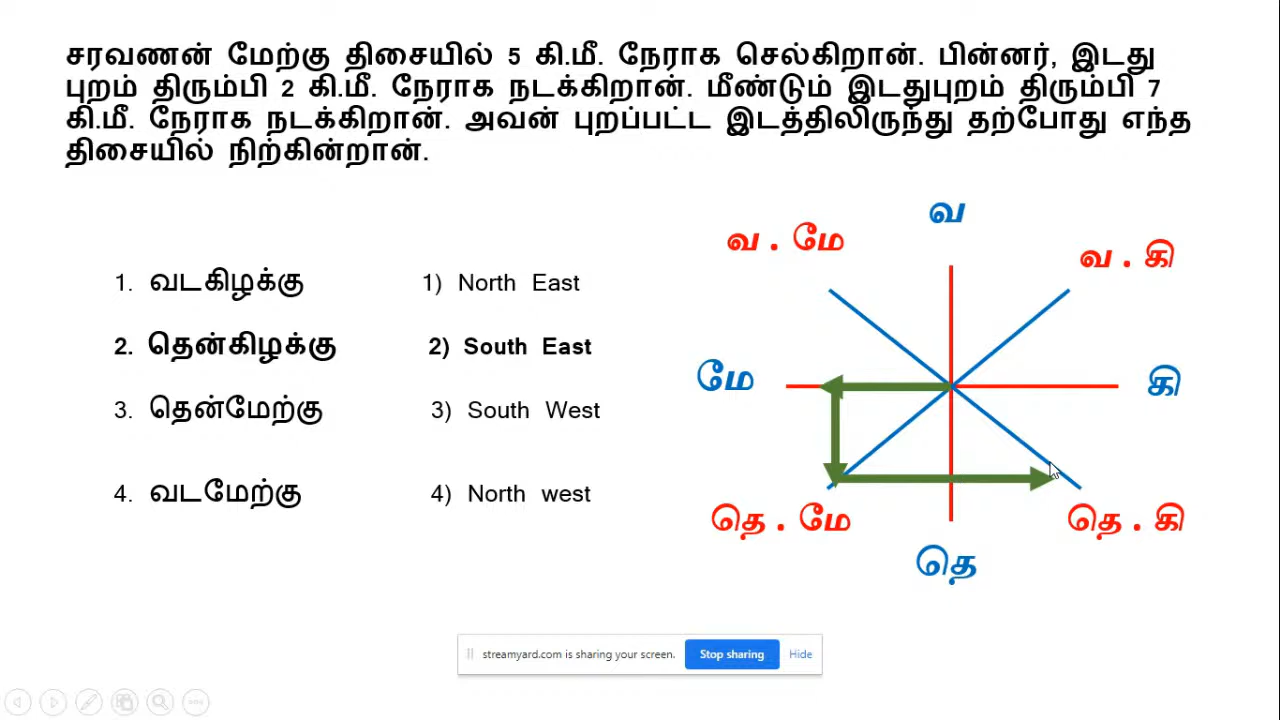 சரவணன் மேற்கு திசையில் 5 கி.மீ. நேராக செல்கிறான். பின்னர், இடது
புறம் திரும்பி 2 கி.மீ. நேராக நடக்கிறான். மீண்டும் இடதுபுறம் திரும்பி 7
கி.மீ. நேராக நடக்கிறான். அவன் புறப்பட்ட இடத்திலிருந்து தற்போது எந்த
திசையில் நிற்கின்றான்.
வ
வ . மே
வ . கி
1. வடகிழக்கு 1) North East
2. தென்கிழக்கு 2) South East
மே
கி
3. தென்மேற்கு 3) South West
4. வடமேற்கு 4) North west
தெ . மே
தெ . கி
தெ
streamyard.com is sharing your screen. Stop sharing Hide